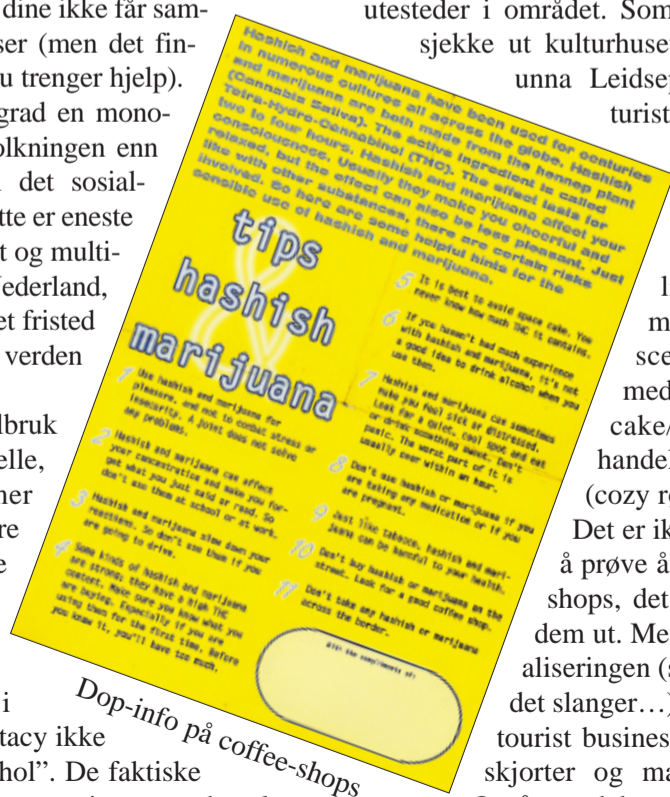 dine ikke får sam-
ser (men det fin-
u trenger hjelp).
grad en mono-
olkningen enn
det sosial-
tte er eneste
t og multi-
ederland,
et fristed
verden
lbruk
elle,
ner
re
e
i
tacy ikke
hol”. De faktiske
Hashish and marijuana have been used for centuries
in numerous cultures all across the globe. Hashish
and marijuana are both made from the hennep plant
(Cannabis Sativa). The active ingredient is called
Tetra-Hydro-Cannabinol (THC). The effect lasts for
two to four hours. Hashish and marijuana affect your
consciousness. Usually they make you cheerful and
relaxed, but the effect can also be less pleasant. Just
like with other substances, there are certain risks
involved. So here are some helpful hints for the
sensible use of hashish and marijuana.
tips
hashish
marijuana
1 Use hashish and marijuana for
pleasure, and not to combat stress or
insecurity. A joint does not solve
any problems.
2 Hashish and marijuana can affect
your concentration and make you for-
get what you just said or read. So
don't use them at school or at work.
3 Hashish and marijuana slow down your
reactions. So don't use them if you
are going to drive.
4 Some kinds of hashish and marijuana
are strong: they have a high THC
content. Make sure you know what you
are buying. Especially if you are
using them for the first time. Before
you know it, you'll have too much.
5 It is best to avoid space cake. You
never know how much THC it contains.
6 If you haven't had much experience
with hashish and marijuana, it's not
a good idea to drink alcohol when you
use them.
7 Hashish and marijuana can sometimes
make you feel sick or distressed.
Look for a quiet, cool spot and eat
or drink something sweet. Don't
panic. The worst part of it is
usually over within an hour.
8 Don't use hashish or marijuana if you
are taking any medication or if you
are pregnant.
9 Just like tobacco, hashish and mari-
juana can be harmful to your health.
10 Don't buy hashish or marijuana on the
street. Look for a good coffee shop.
11 Don't take any hashish or marijuana
across the border.
With the compliments of:
Dop-info på coffee-shops
utesteder i området. Som
sjekke ut kulturhuse
unna Leidse
turist
1
m
sce
med
cake/
handel
(cozy r
Det er ik
å prøve å
shops, det
dem ut. Me
aliseringen (s
det slanger…)
tourist busines
skjorter og ma